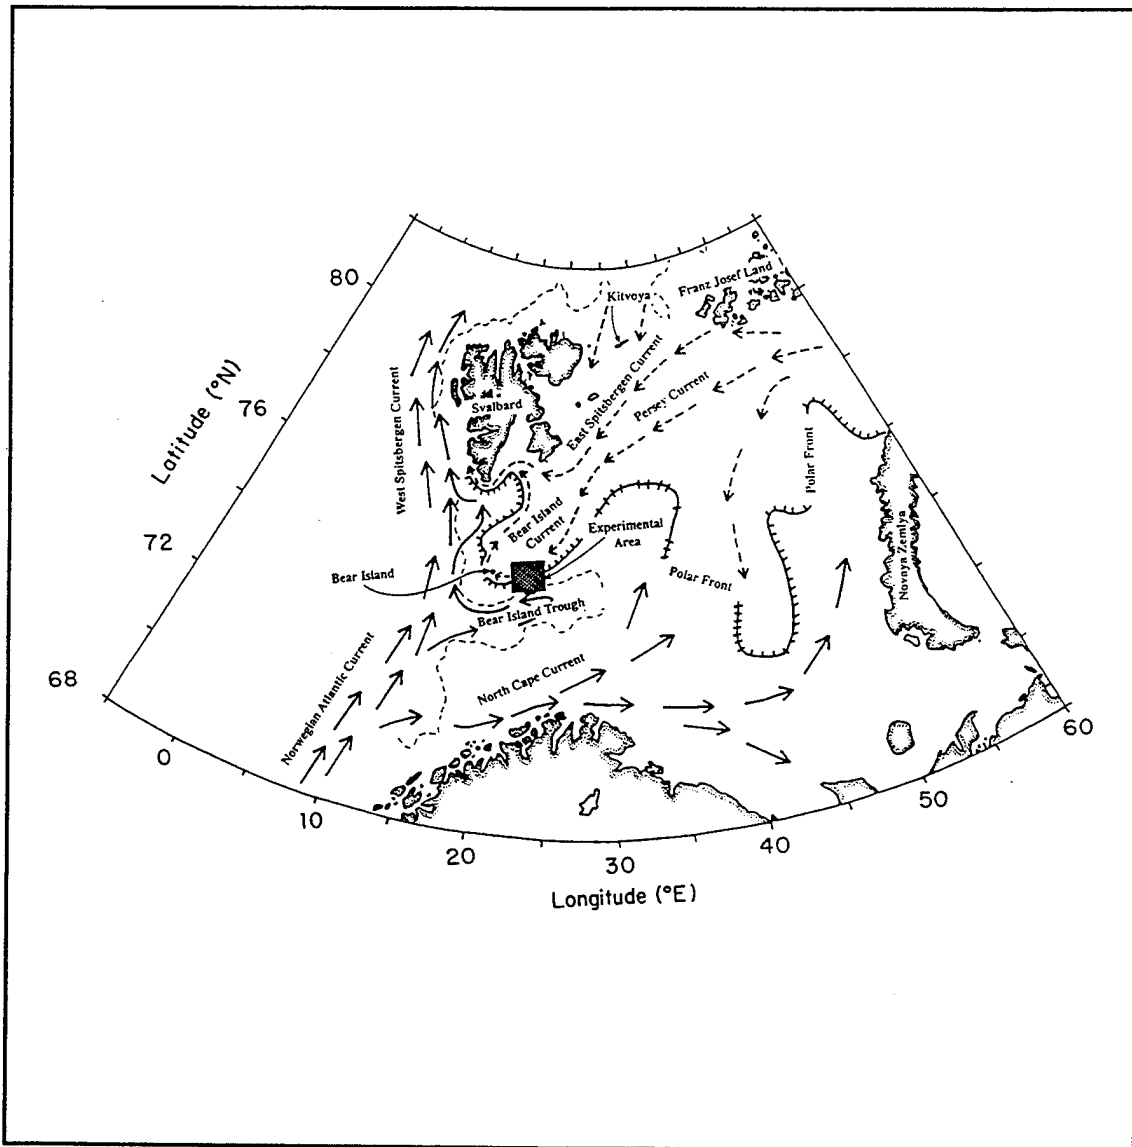 80
Kitvoya
Franz Josef Land
Latitude (°N)
76
West Spitsbergen Current
Svalbard
East Spitsbergen Current
Persey Current
Polar Front
72
Bear Island
Current
Experimental
Area
Bear Island
Polar Front
Novnya Zemlya
Bear Island Trough
68
Norwegian Atlantic Current
North Cape Current
0
10
20
30
40
50
60
Longitude (°E)